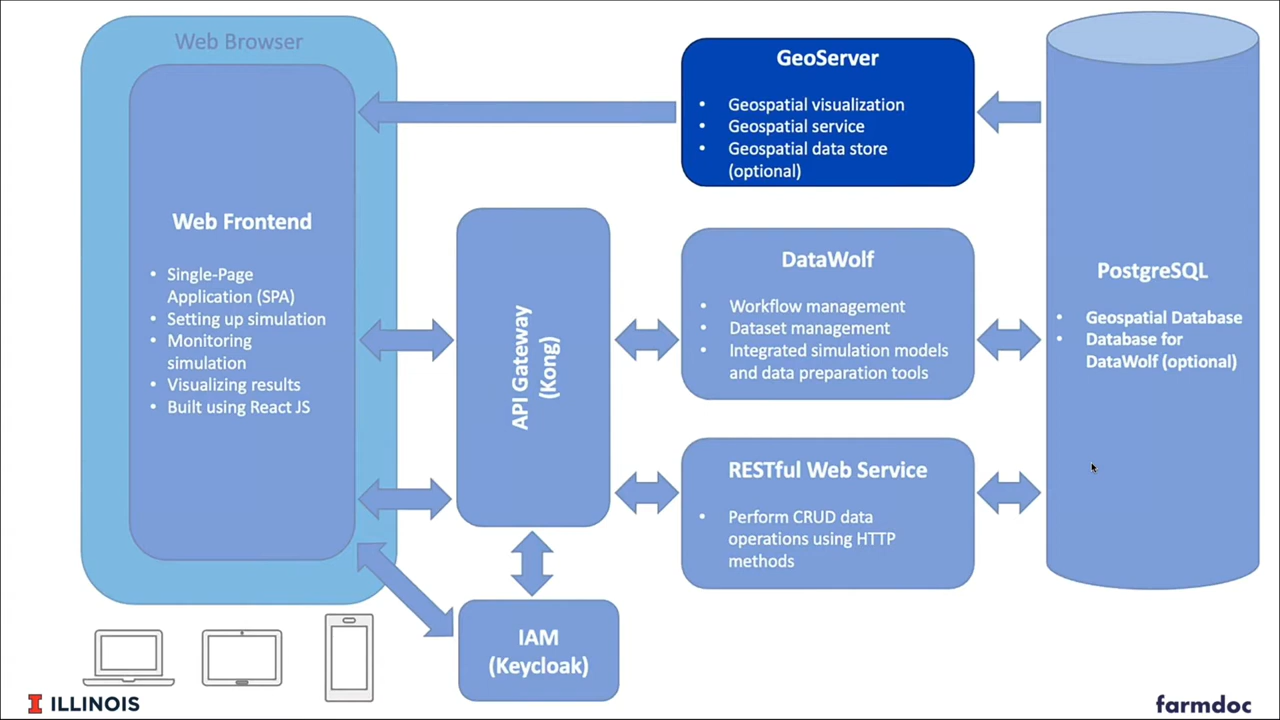 Web Browser
Web Frontend
• Single-Page
Application (SPA)
• Setting up simulation
• Monitoring
simulation
• Visualizing results
• Built using React JS
API Gateway
(Kong)
IAM
(Keycloak)
GeoServer
• Geospatial visualization
• Geospatial service
• Geospatial data store
(optional)
DataWolf
• Workflow management
• Dataset management
• Integrated simulation models
and data preparation tools
RESTful Web Service
• Perform CRUD data
operations using HTTP
methods
PostgreSQL
• Geospatial Database
• Database for
DataWolf (optional)
I ILLINOIS
farmdoc